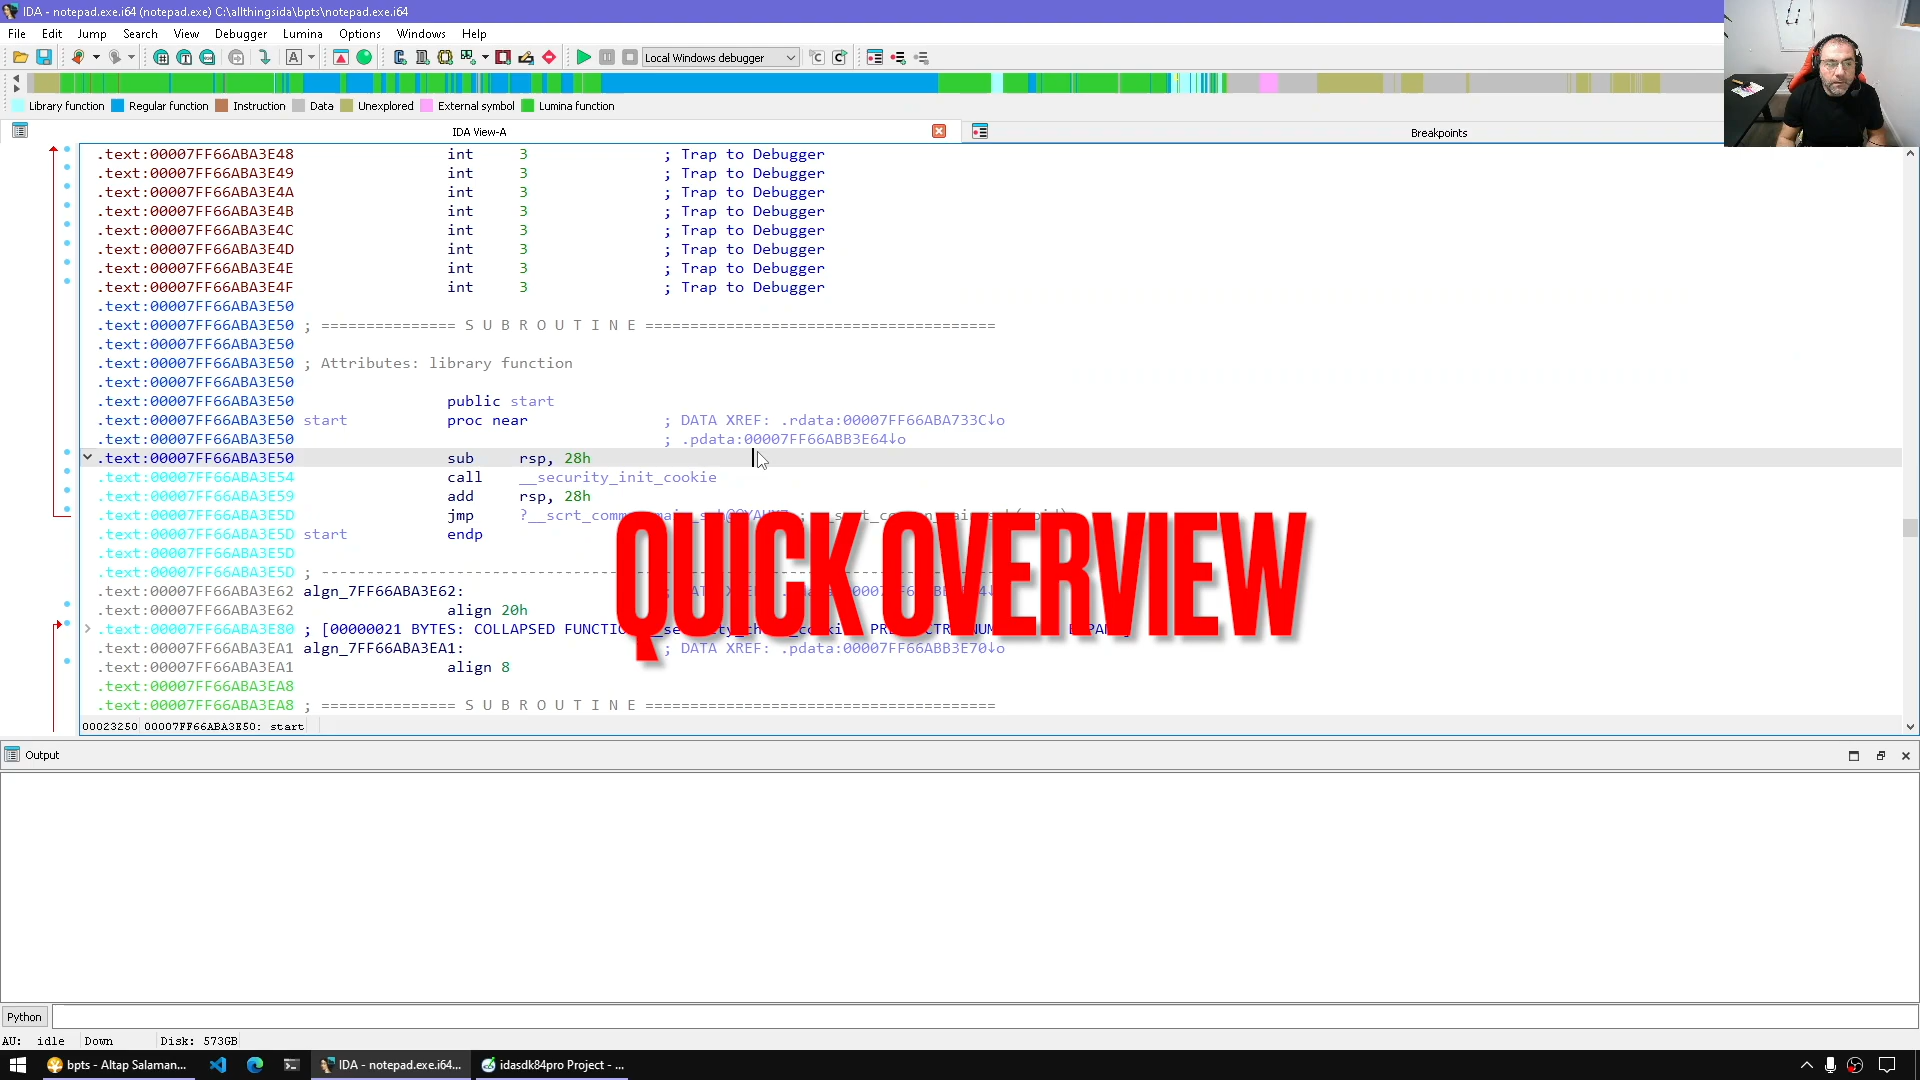 IDA - notepad.exe.i64 (notepad.exe) C:\allthingsida\bpts\notepad.exe.i64
File Edit Jump Search View Debugger Lumina Options Windows Help
Local Windows debugger
Library function Regular function Instruction Data Unexplored External symbol Lumina function
IDA View-A Breakpoints
.text:00007FF66ABA3E48 int 3 ; Trap to Debugger
.text:00007FF66ABA3E49 int 3 ; Trap to Debugger
.text:00007FF66ABA3E4A int 3 ; Trap to Debugger
.text:00007FF66ABA3E4B int 3 ; Trap to Debugger
.text:00007FF66ABA3E4C int 3 ; Trap to Debugger
.text:00007FF66ABA3E4D int 3 ; Trap to Debugger
.text:00007FF66ABA3E4E int 3 ; Trap to Debugger
.text:00007FF66ABA3E4F int 3 ; Trap to Debugger
.text:00007FF66ABA3E50
.text:00007FF66ABA3E50 ; =============== S U B R O U T I N E =======================================
.text:00007FF66ABA3E50
.text:00007FF66ABA3E50 ; Attributes: library function
.text:00007FF66ABA3E50
.text:00007FF66ABA3E50 public start
.text:00007FF66ABA3E50 start proc near ; DATA XREF: .rdata:00007FF66ABA733C↓o
.text:00007FF66ABA3E50 ; .pdata:00007FF66ABB3E64↓o
.text:00007FF66ABA3E50 sub rsp, 28h
.text:00007FF66ABA3E54 call __security_init_cookie
.text:00007FF66ABA3E59 add rsp, 28h
.text:00007FF66ABA3E5D jmp
.text:00007FF66ABA3E5D start endp
.text:00007FF66ABA3E5D
.text:00007FF66ABA3E5D ; ---------------------------------------------------------------------------
QUICK OVERVIEW
.text:00007FF66ABA3E62 algn_7FF66ABA3E62:
.text:00007FF66ABA3E62 align 20h
.text:00007FF66ABA3E80 ; [00000021 BYTES: COLLAPSED
.text:00007FF66ABA3EA1 algn_7FF66ABA3EA1: ; DATA XREF: .pdata:00007FF66ABB3E70↓o
.text:00007FF66ABA3EA1 align 8
.text:00007FF66ABA3EA8
.text:00007FF66ABA3EA8 ; =============== S U B R O U T I N E =======================================
00023250 00007FF66ABA3E50: start
Output
Python
AU: idle Down Disk: 573GB
bpts - Altap Salaman... IDA - notepad.exe.i64... idasdk84pro Project - ...